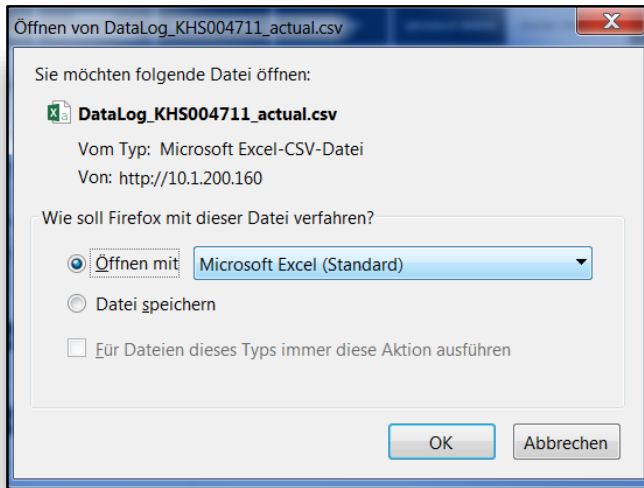 Öffnen von DataLog_KHS004711_actual.csv
Sie möchten folgende Datei öffnen:
DataLog_KHS004711_actual.csv
Vom Typ: Microsoft Excel-CSV-Datei
Von: http://10.1.200.160
Wie soll Firefox mit dieser Datei verfahren?
Öffnen mit Microsoft Excel (Standard)
Datei speichern
Für Dateien dieses Typs immer diese Aktion ausführen
OK Abbrechen